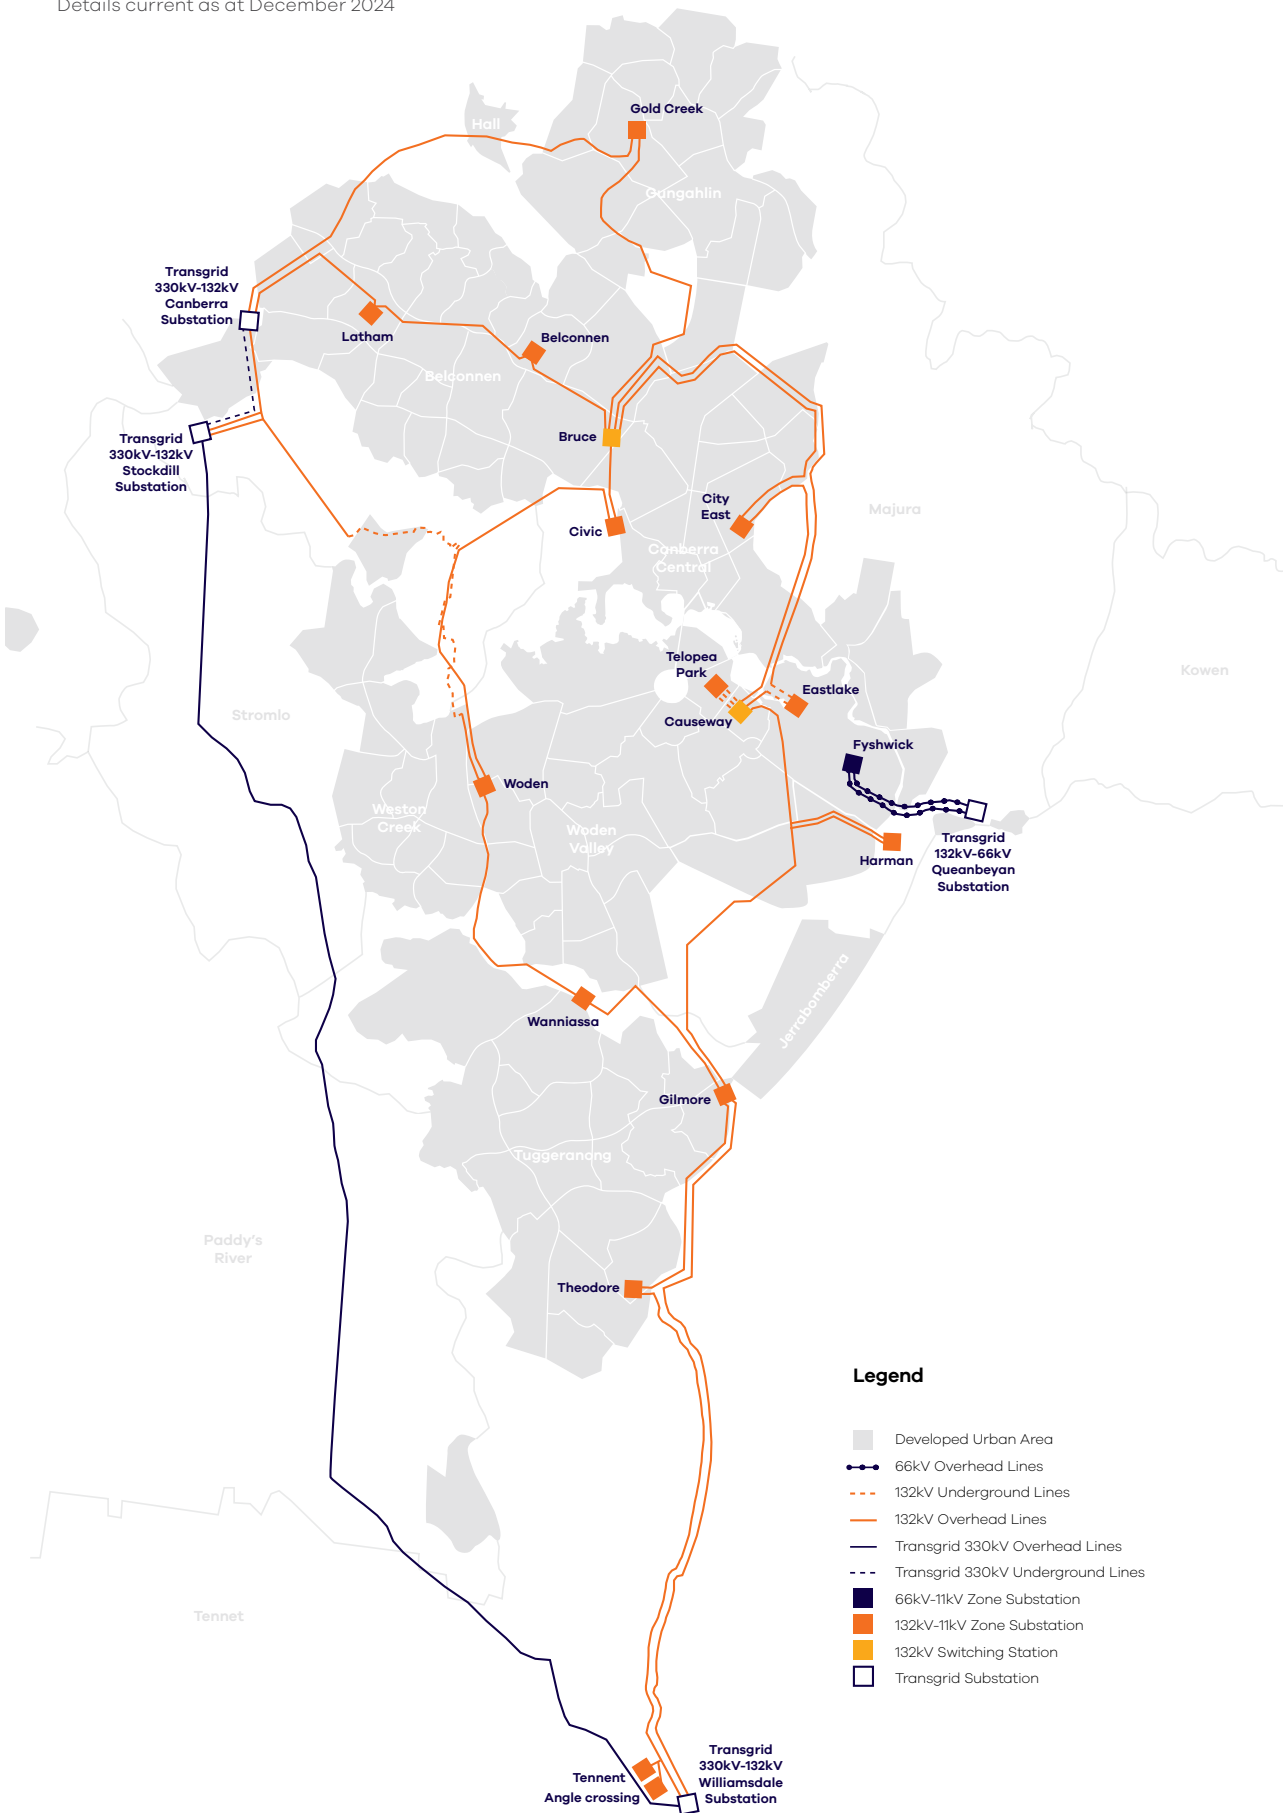 Details current as at December 2024
Gold Creek
Hall
Gungahlin
Transgrid
330kV-132kV
Canberra
Substation
Latham
Belconnen
Belconnen
Transgrid
330kV-132kV
Stockdill
Substation
Bruce
City
East
Majura
Civic
Canberra
Central
Telopea
Park
Kowen
Eastlake
Stromlo
Causeway
Fyshwick
Woden
Weston
Creek
Woden
Valley
Transgrid
132kV-66kV
Queanbeyan
Substation
Harman
Jerrabomberra
Wanniassa
Gilmore
Tuggeranong
Paddy's
River
Theodore
Legend
Developed Urban Area
66kV Overhead Lines
132kV Underground Lines
132kV Overhead Lines
Transgrid 330kV Overhead Lines
Transgrid 330kV Underground Lines
66kV-11kV Zone Substation
132kV-11kV Zone Substation
132kV Switching Station
Transgrid Substation
Tennet
Transgrid
330kV-132kV
Williamsdale
Substation
Tennent
Angle crossing